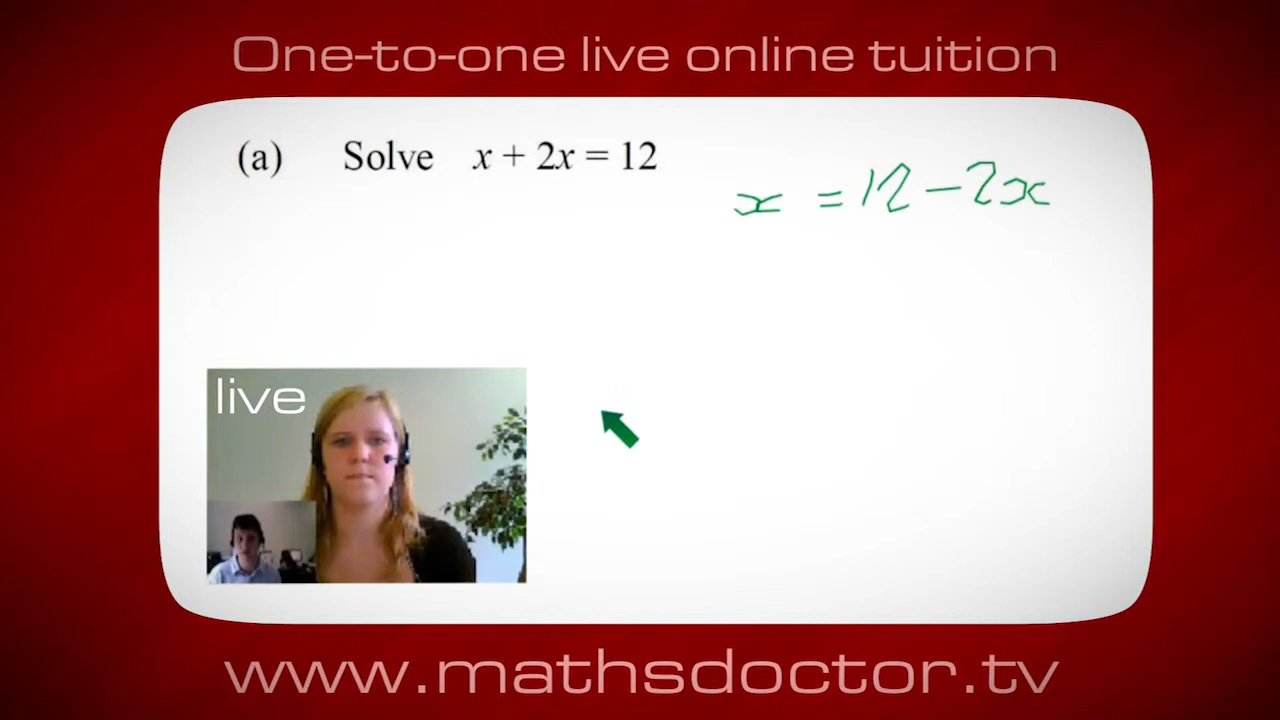 One-to-one live online tuition
(a) Solve x + 2x = 12
x = 12 - 2x
live
www.mathsdoctor.tv